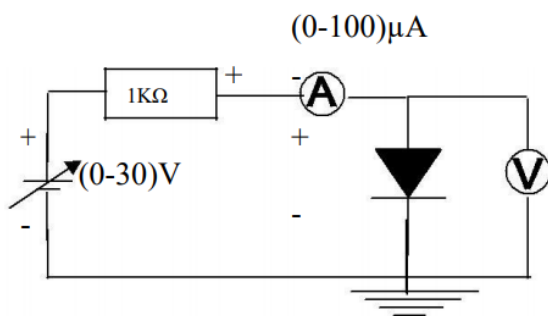 (0-100)µA
+
-
1KΩ
A
+
+
(0-30)V
V
-
-